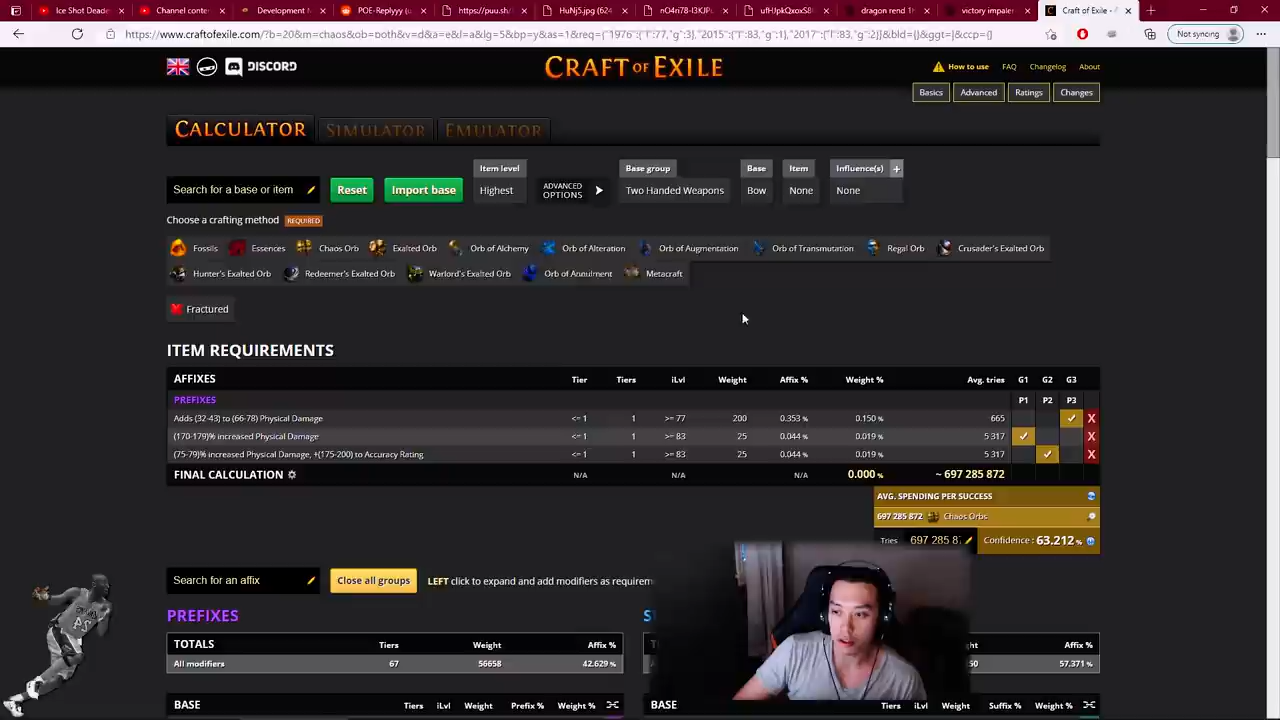 Ice Shot Deade
Channel conten
Development N
POE-Replyyy (d
https://puu.sh/
HuNj5.jpg (624
nO4ri78-I3KJPc
dragon rend 1h
victory impaler
Craft of Exile -
https://www.craftofexile.com/?b=20&m=chaos&ob=both&v=d&a=e&l=a&lg=5&bp=y&as=1&req={"1976":{"l":77,"g":3},"2015":{"l":83,"g":1},"2017":{"l":83,"g":2}}&bld={}&ggt=|&ccp={}
Not syncing
DISCORD
CRAFT OF EXILE
How to use FAQ Changelog About
Basics Advanced Ratings Changes
CALCULATOR SIMULATOR EMULATOR
Item level Base group Base Item Influence(s) +
Search for a base or item Reset Import base Highest ADVANCED OPTIONS Two Handed Weapons Bow None None
Choose a crafting method REQUIRED
Fossils Essences Chaos Orb Exalted Orb Orb of Alchemy Orb of Alteration Orb of Augmentation Orb of Transmutation Regal Orb Crusader's Exalted Orb
Hunter's Exalted Orb Redeemer's Exalted Orb Warlord's Exalted Orb Orb of Annulment Metacraft
Fractured
ITEM REQUIREMENTS
AFFIXES Tier Tiers iLvl Weight Affix % Weight % Avg. tries G1 G2 G3
PREFIXES P1 P2 P3
Adds (32-43) to (66-78) Physical Damage <= 1 1 >= 77 200 0.353 % 0.150 % 665 X
(170-179)% increased Physical Damage <= 1 1 >= 83 25 0.044 % 0.019 % 5 317 X
(75-79)% increased Physical Damage, +(175-200) to Accuracy Rating <= 1 1 >= 83 25 0.044 % 0.019 % 5 317 X
FINAL CALCULATION N/A N/A N/A 0.000 % ~ 697 285 872
AVG. SPENDING PER SUCCESS
697 285 872 Chaos Orbs
Tries 697 285 8 Confidence : 63.212 %
Search for an affix Close all groups LEFT click to expand and add modifiers as requirem
PREFIXES S
TOTALS Tiers Weight Affix % Affix %
All modifiers 67 56658 42.629 % 57.371 %
BASE Tiers iLvl Weight Prefix % Weight % BASE Tiers iLvl Weight Suffix % Weight %